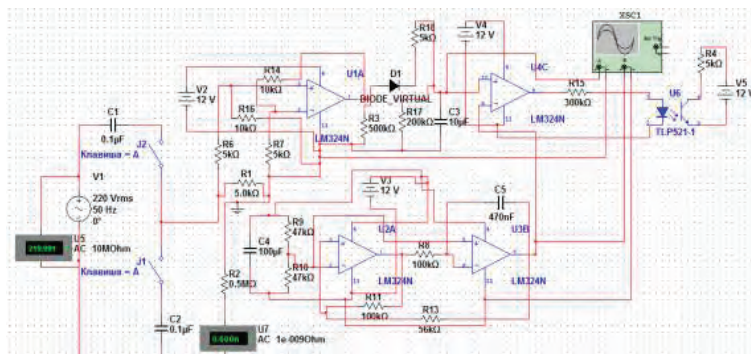 XSC1
Ext Trig
V4
12 V
R18
5kΩ
R4
5kΩ
V5
12 V
R14
10kΩ
U1A
D1
DIODE_VIRTUAL
U4C
R15
300kΩ
U6
TLP521-1
V2
12 V
R16
10kΩ
LM324N
R3
500kΩ
R17
200kΩ
C3
10µF
LM324N
C1
0.1µF
J2
Клавиша = A
R6
5kΩ
R7
5kΩ
R1
5.0kΩ
V1
220 Vrms
50 Hz
0°
U5
AC 10MOhm
Клавиша = A
J1
V3
12 V
C5
470nF
R9
47kΩ
C4
100µF
R10
47kΩ
U2A
U3B
R8
100kΩ
LM324N
LM324N
R2
0.5MΩ
R11
100kΩ
R13
56kΩ
C2
0.1µF
U7
AC 1e-009Ohm